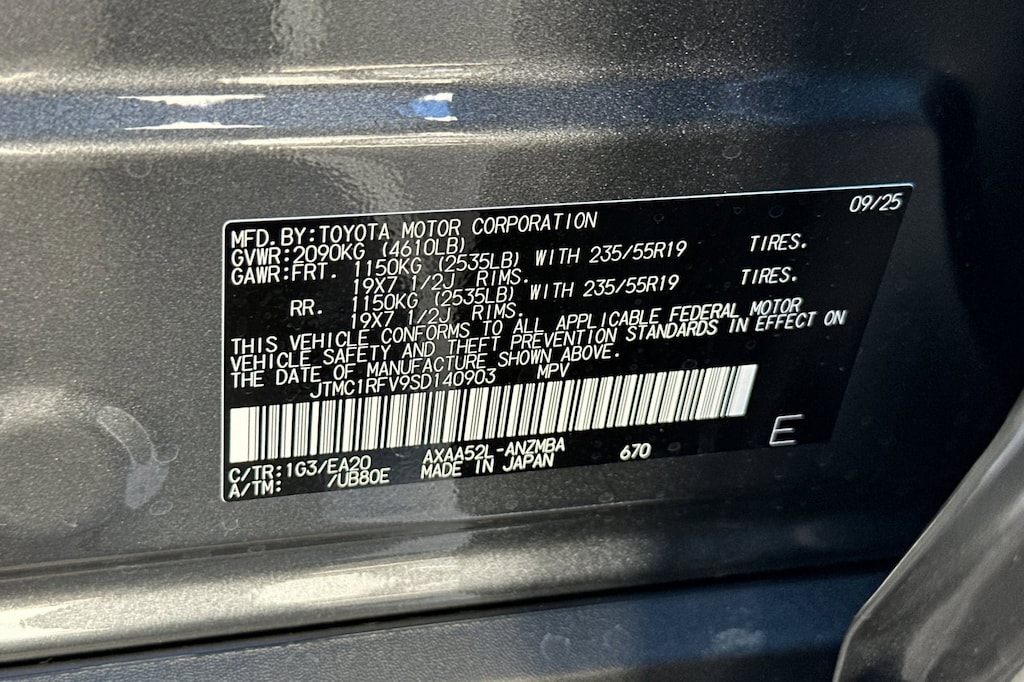 09/25
MFD.BY:TOYOTA MOTOR CORPORATION
GVWR:2090KG (4610LB)
GAWR:FRT. 1150KG (2535LB) WITH 235/55R19 TIRES.
19X7 1/2J RIMS.
RR. 1150KG (2535LB) WITH 235/55R19 TIRES.
19X7 1/2J RIMS.
THIS VEHICLE CONFORMS TO ALL APPLICABLE FEDERAL MOTOR
VEHICLE SAFETY AND THEFT PREVENTION STANDARDS IN EFFECT ON
THE DATE OF MANUFACTURE SHOWN ABOVE.
JTMC1RFV9SD140903 MPV
E
C/TR:1G3/EA20 AXAA52L-ANZMBA 670
A/TM: /UB80E MADE IN JAPAN